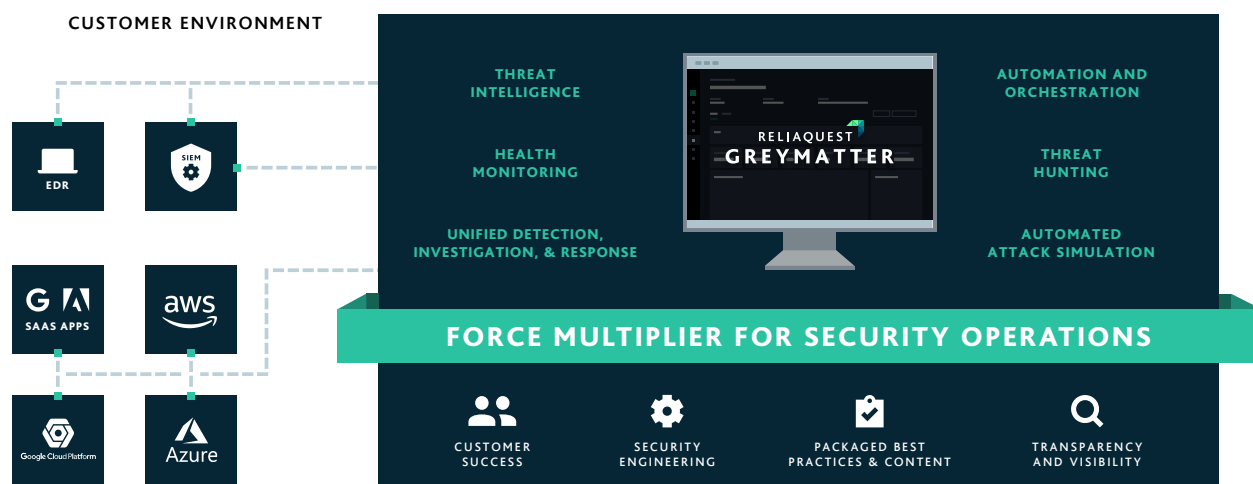 CUSTOMER ENVIRONMENT
EDR
SIEM
G
SAAS APPS
aws
Google Cloud Platform
Azure
THREAT
INTELLIGENCE
HEALTH
MONITORING
UNIFIED DETECTION,
INVESTIGATION, & RESPONSE
RELIAQUEST
GREYMATTER
AUTOMATION AND
ORCHESTRATION
THREAT
HUNTING
AUTOMATED
ATTACK SIMULATION
FORCE MULTIPLIER FOR SECURITY OPERATIONS
CUSTOMER
SUCCESS
SECURITY
ENGINEERING
PACKAGED BEST
PRACTICES & CONTENT
TRANSPARENCY
AND VISIBILITY